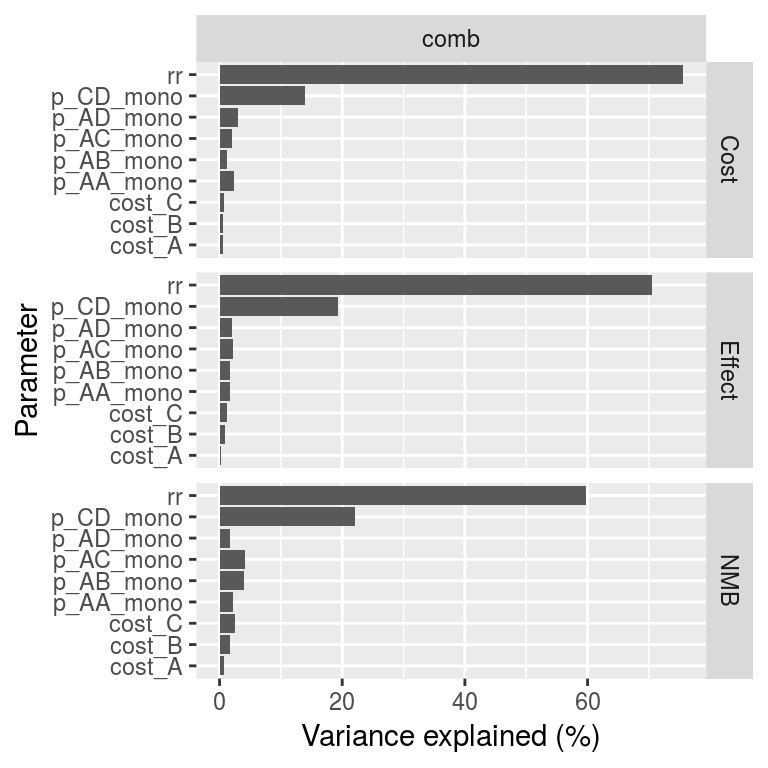 comb
Parameter
rr
p_CD_mono
p_AD_mono
p_AC_mono
p_AB_mono
p_AA_mono
cost_C
cost_B
cost_A
Cost
rr
p_CD_mono
p_AD_mono
p_AC_mono
p_AB_mono
p_AA_mono
cost_C
cost_B
cost_A
Effect
rr
p_CD_mono
p_AD_mono
p_AC_mono
p_AB_mono
p_AA_mono
cost_C
cost_B
cost_A
NMB
0 20 40 60
Variance explained (%)